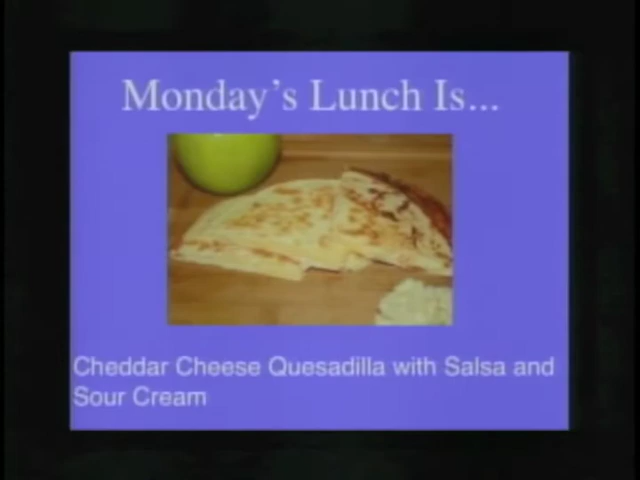 Monday's Lunch Is...
Cheddar Cheese Quesadilla with Salsa and
Sour Cream